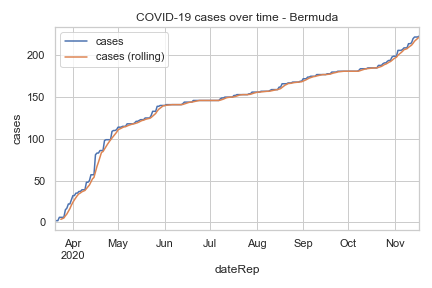 COVID-19 cases over time - Bermuda
cases
cases (rolling)
200
150
100
50
0
cases
Apr
2020
May
Jun
Jul
Aug
Sep
Oct
Nov
dateRep